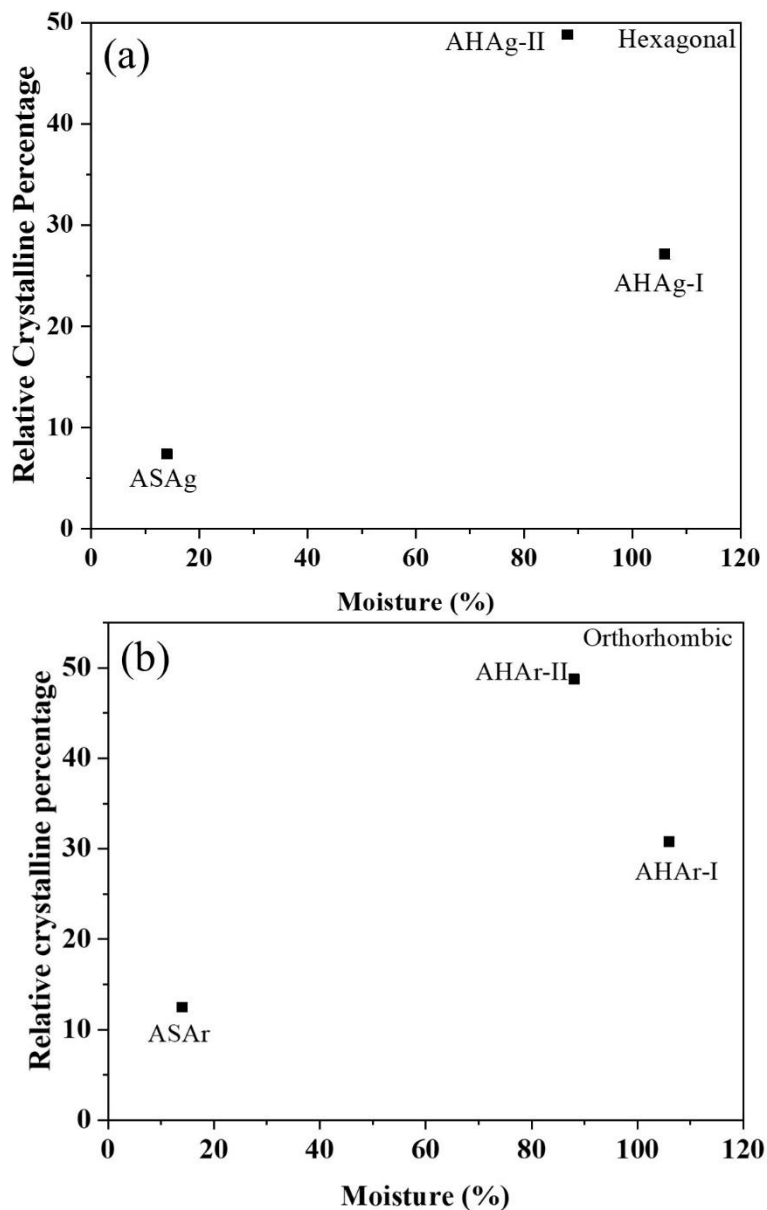 (a)
AHAg-II
Hexagonal
50
40
30
20
10
0
Relative Crystalline Percentage
AHAg-I
ASAg
0 20 40 60 80 100 120
Moisture (%)
(b)
Orthorhombic
AHAr-II
50
40
30
20
10
0
Relative crystalline percentage
AHAr-I
ASAr
0 20 40 60 80 100 120
Moisture (%)